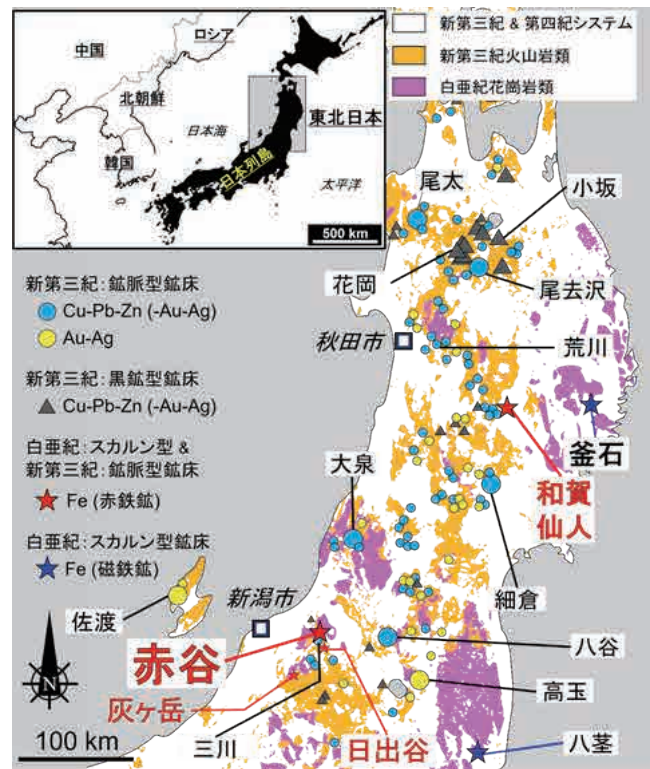 中国
ロシア
北朝鮮
日本海
東北日本
韓国
日本列島
太平洋
500 km
新第三紀 & 第四紀システム
新第三紀火山岩類
白亜紀花崗岩類
尾太
小坂
花岡
尾去沢
秋田市
荒川
新第三紀：鉱脈型鉱床
Cu-Pb-Zn (-Au-Ag)
Au-Ag
新第三紀：黒鉱型鉱床
Cu-Pb-Zn (-Au-Ag)
白亜紀：スカルン型 &
新第三紀：鉱脈型鉱床
Fe (赤鉄鉱)
白亜紀：スカルン型鉱床
Fe (磁鉄鉱)
釜石
和賀
仙人
大泉
細倉
佐渡
新潟市
赤谷
八谷
灰ヶ岳
高玉
三川
日出谷
八茎
N
100 km